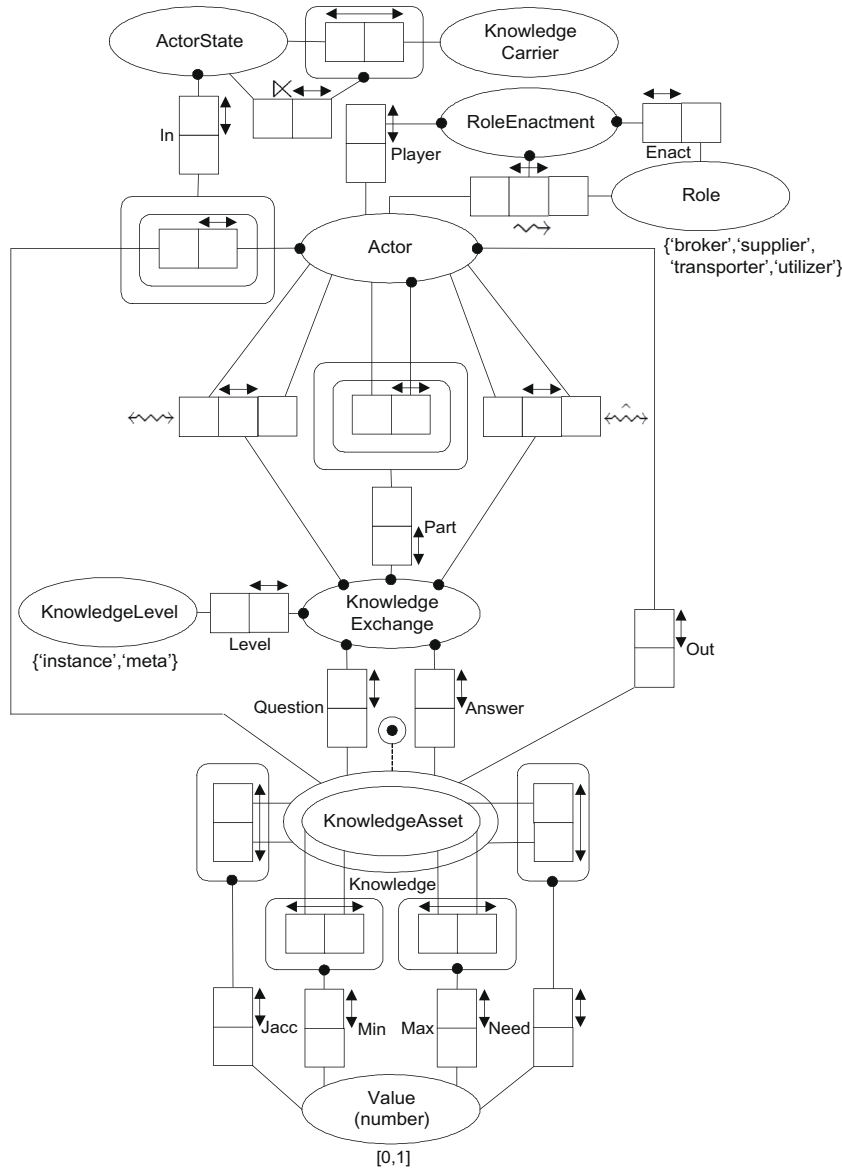 ActorState
Knowledge
Carrier
In
Player
RoleEnactment
Enact
Role
{‘broker’,‘supplier’,
‘transporter’,‘utilizer’}
Actor
Part
KnowledgeLevel
{‘instance’,‘meta’}
Level
Knowledge
Exchange
Out
Question
Answer
KnowledgeAsset
Knowledge
Jacc
Min
Max
Need
Value
(number)
[0,1]